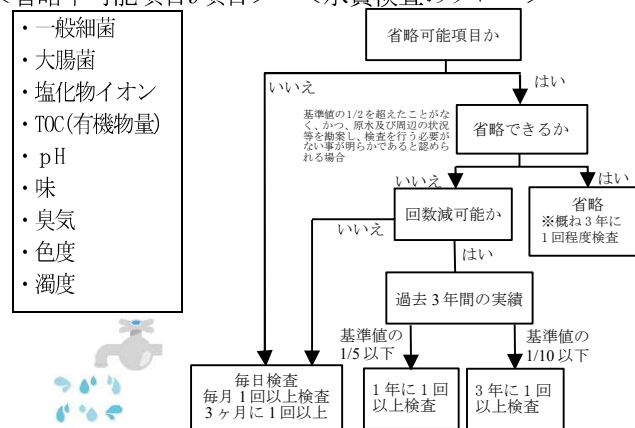 ・一般細菌
・大腸菌
・塩化物イオン
・TOC(有機物量)
・pH
・味
・臭気
・色度
・濁度
省略可能項目か
いいえ
はい
基準値の1/2を超えたことがな
く、かつ、原水及び周辺の状況
等を勘案し、検査を行う必要が
ない事が明らかであると認めら
れる場合
省略できるか
いいえ
はい
回数減可能か
省略
※概ね3年に
1回程度検査
いいえ
はい
過去3年間の実績
基準値の
1/5以下
基準値の
1/10以下
毎日検査
毎月1回以上検査
3ヶ月に1回以上
1年に1回
以上検査
3年に1回
以上検査